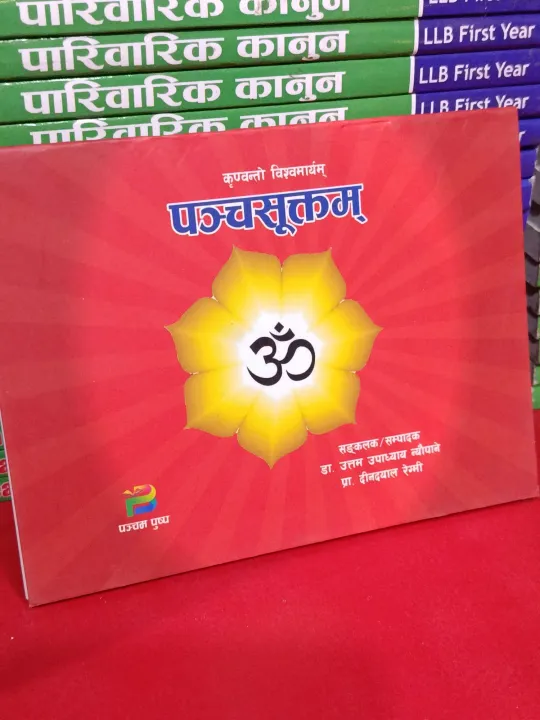 पारिवारिक कानुन
पारिवारिक कानुन LLB First Year
पारिवारिक कानुन LLB First Year
पारिवारिक कानुन LLB First Year
कृण्वन्तो विश्वमार्यम्
पञ्चसूक्तम्
ॐ
सङ्कलक/सम्पादक
डा. उत्तम उपाध्याय न्यौपाने
प्रा. दीनदयाल रेग्मी
पञ्चम पुष्प